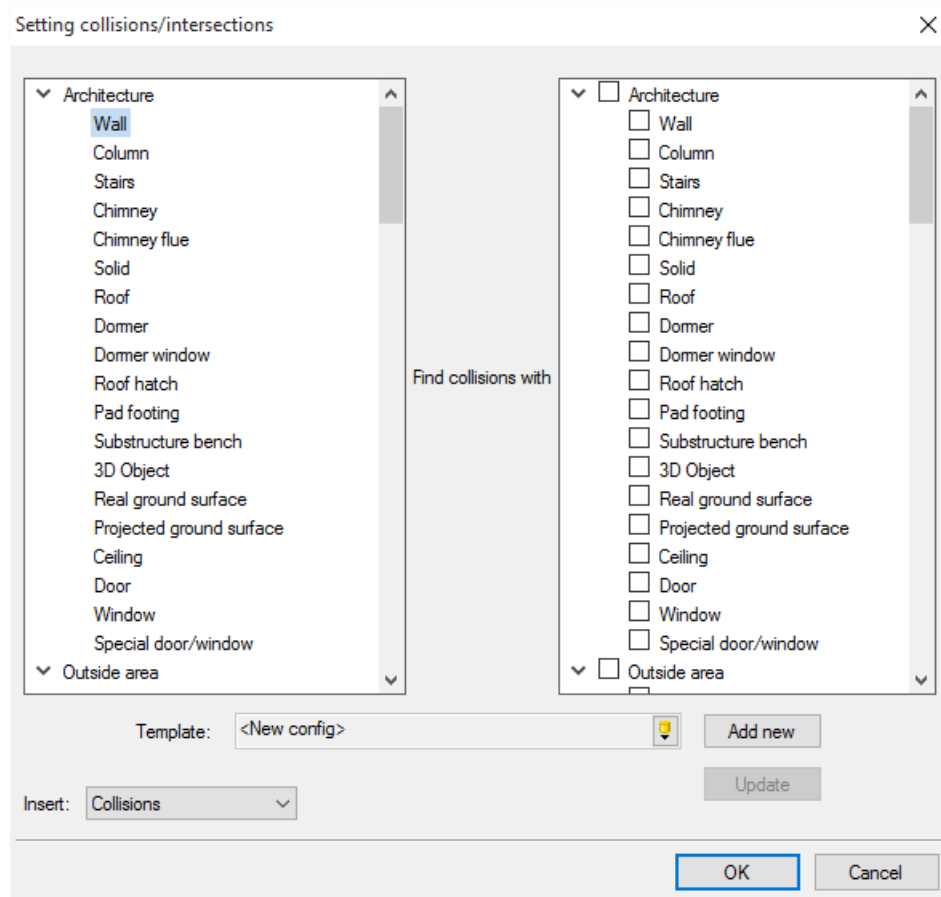 Setting collisions/intersections
Architecture
Wall
Column
Stairs
Chimney
Chimney flue
Solid
Roof
Dormer
Dormer window
Roof hatch
Pad footing
Substructure bench
3D Object
Real ground surface
Projected ground surface
Ceiling
Door
Window
Special door/window
Outside area
Find collisions with
Architecture
Wall
Column
Stairs
Chimney
Chimney flue
Solid
Roof
Dormer
Dormer window
Roof hatch
Pad footing
Substructure bench
3D Object
Real ground surface
Projected ground surface
Ceiling
Door
Window
Special door/window
Outside area
Template: <New config> Add new
Update
Insert: Collisions
OK Cancel